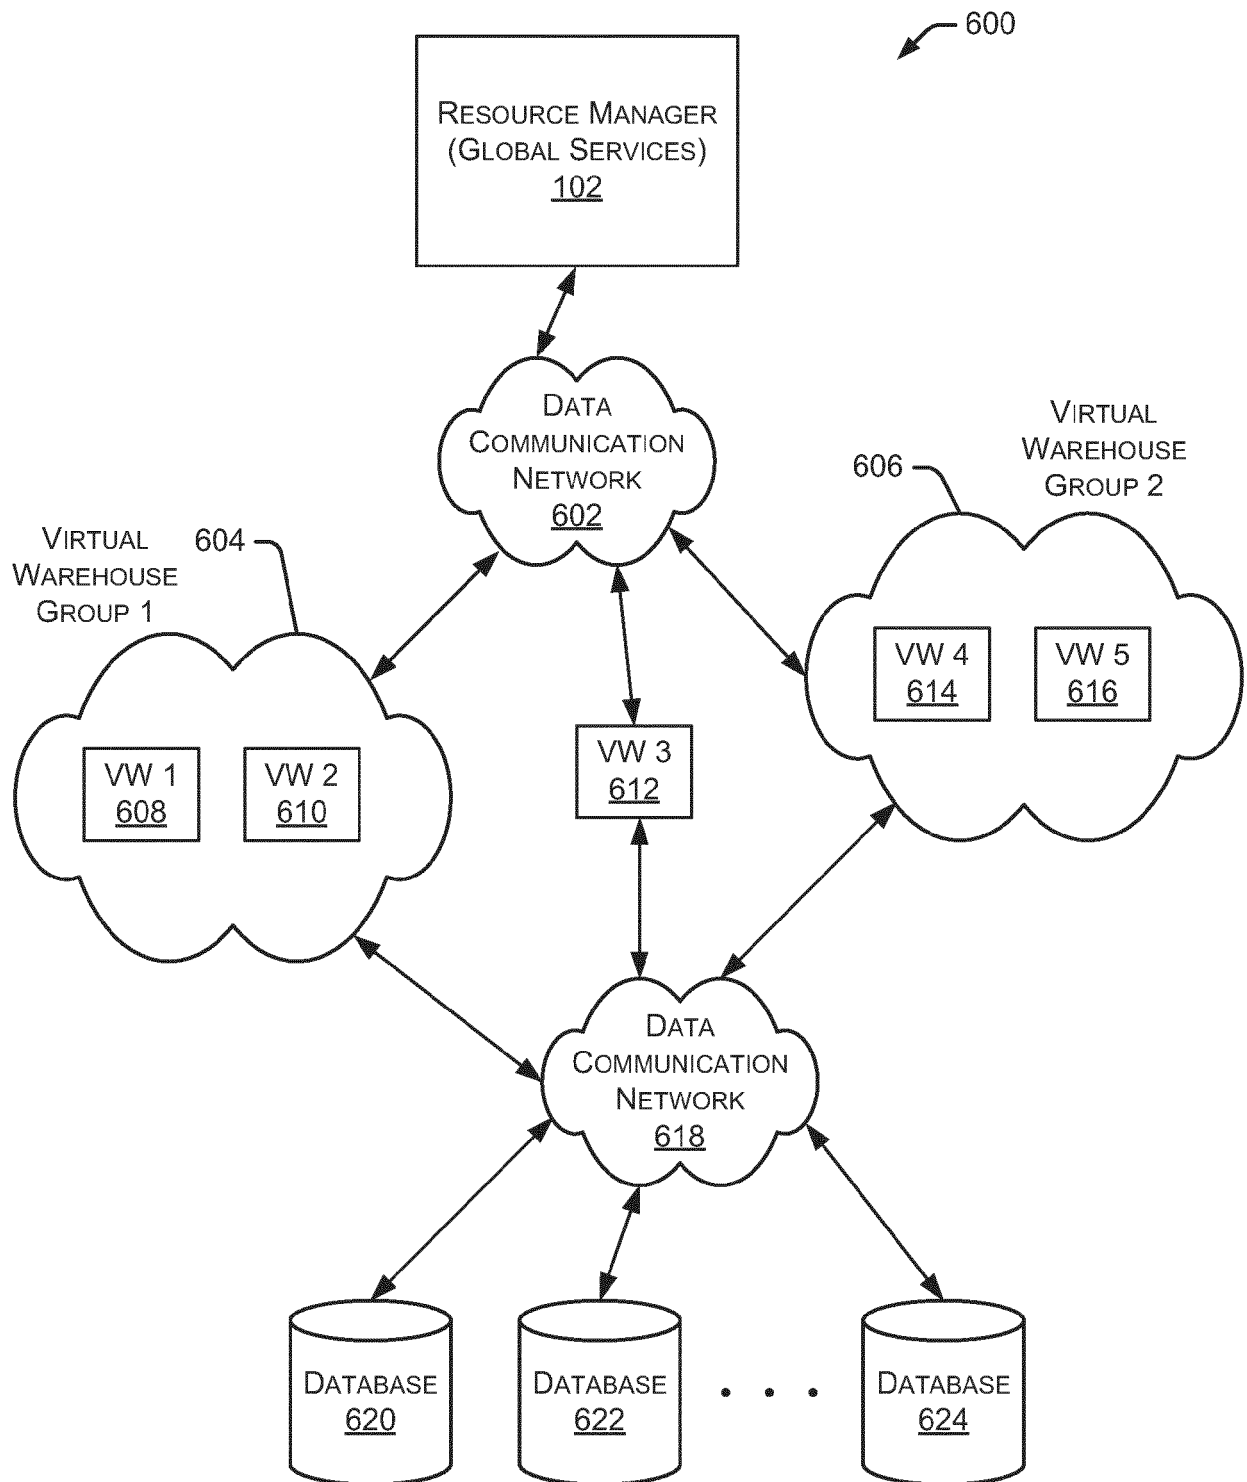 600
RESOURCE MANAGER
(GLOBAL SERVICES)
102
DATA
COMMUNICATION
NETWORK
602
VIRTUAL
WAREHOUSE
GROUP 2
606
VIRTUAL
WAREHOUSE
GROUP 1
604
VW 4
614
VW 5
616
VW 1
608
VW 2
610
VW 3
612
DATA
COMMUNICATION
NETWORK
618
DATABASE
620
DATABASE
622
. . .
DATABASE
624